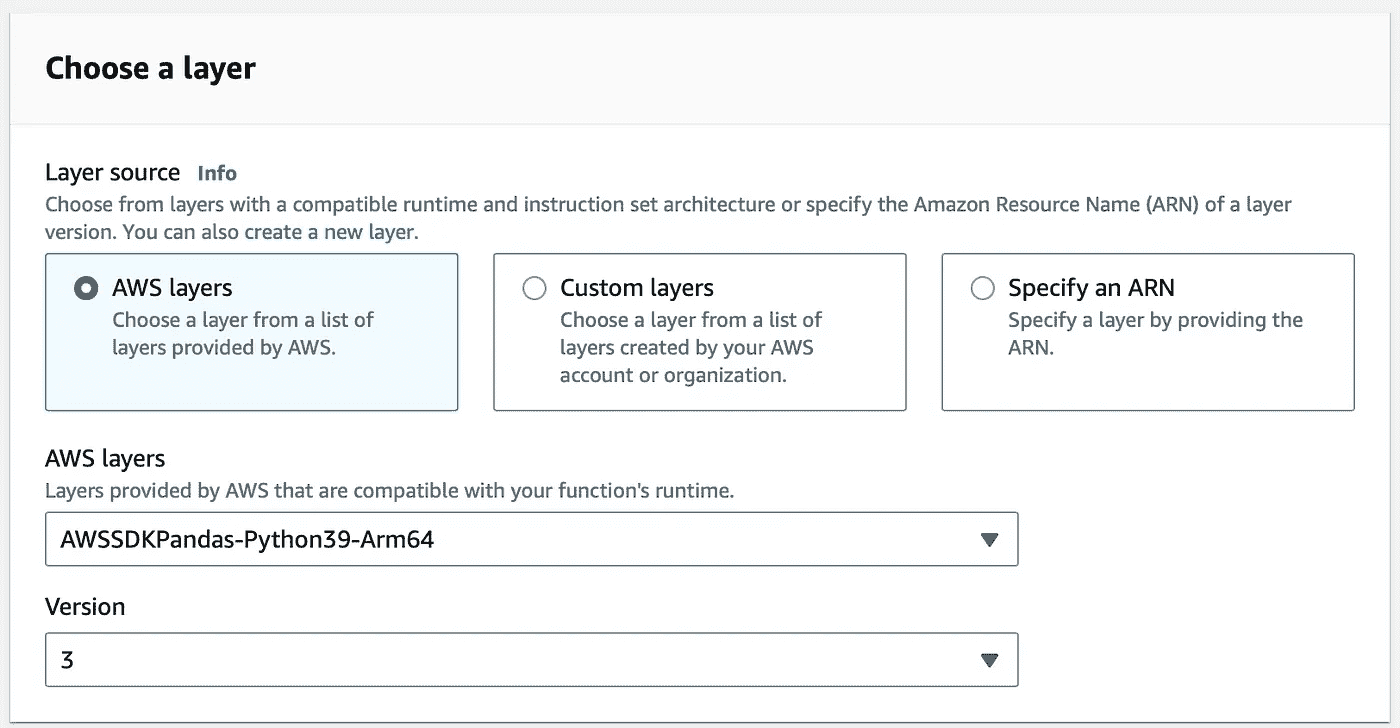 Choose a layer
Layer source Info
Choose from layers with a compatible runtime and instruction set architecture or specify the Amazon Resource Name (ARN) of a layer
version. You can also create a new layer.
AWS layers
Choose a layer from a list of
layers provided by AWS.
Custom layers
Choose a layer from a list of
layers created by your AWS
account or organization.
Specify an ARN
Specify a layer by providing the
ARN.
AWS layers
Layers provided by AWS that are compatible with your function's runtime.
AWSSDKPandas-Python39-Arm64
Version
3